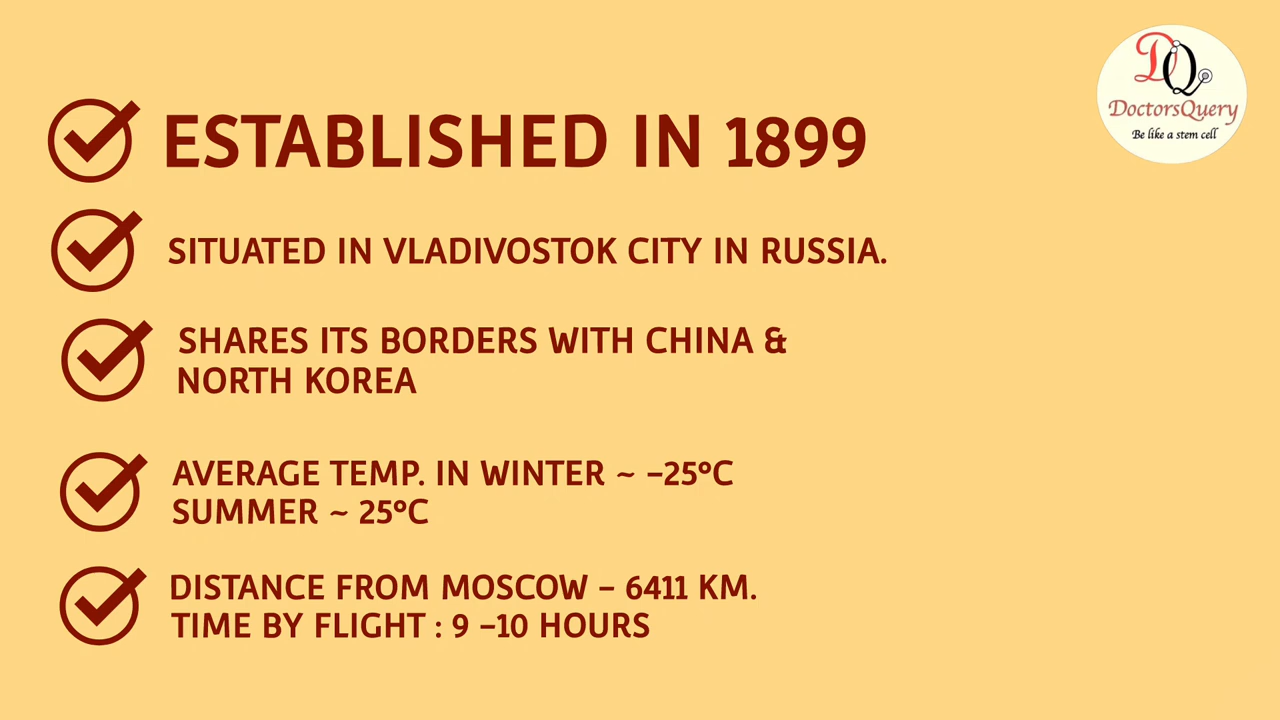 DQ
DoctorsQuery
Be like a stem cell
ESTABLISHED IN 1899
SITUATED IN VLADIVOSTOK CITY IN RUSSIA.
SHARES ITS BORDERS WITH CHINA &
NORTH KOREA
AVERAGE TEMP. IN WINTER ~ -25°C
SUMMER ~ 25°C
DISTANCE FROM MOSCOW - 6411 KM.
TIME BY FLIGHT : 9 -10 HOURS